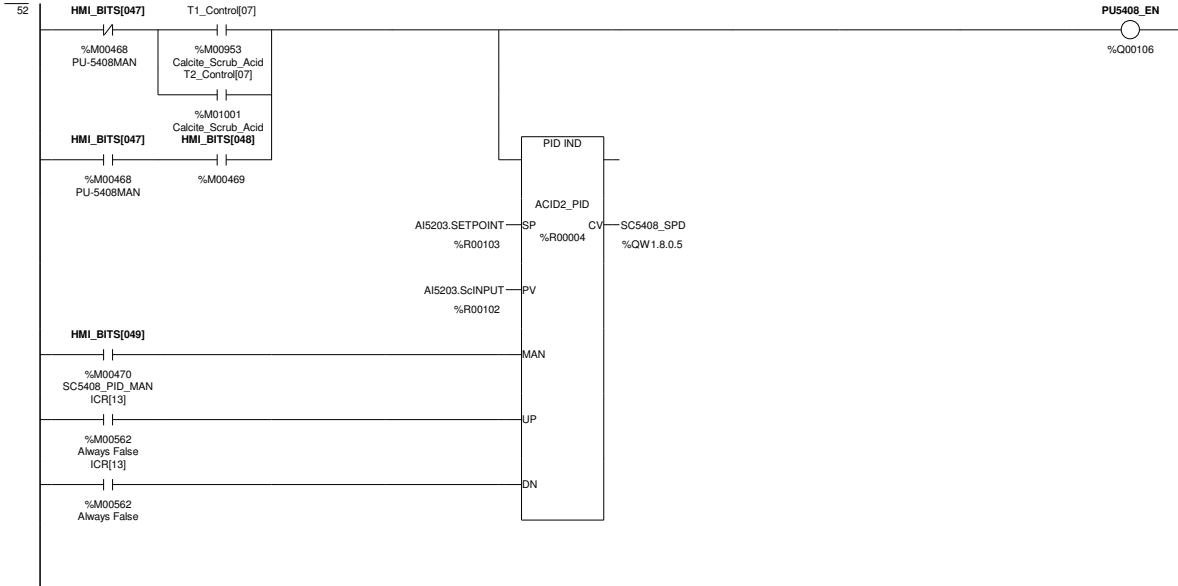 52
HMI_BITS[047]
T1_Control[07]
PU5408_EN
%M00468
PU-5408MAN
%M00953
Calcite_Scrub_Acid
T2_Control[07]
%Q00106
%M01001
Calcite_Scrub_Acid
HMI_BITS[047]
HMI_BITS[048]
%M00468
PU-5408MAN
%M00469
PID IND
ACID2_PID
AI5203.SETPOINT
SP
CV
SC5408_SPD
%R00103
%R00004
%QW1.8.0.5
AI5203.ScINPUT
PV
%R00102
HMI_BITS[049]
MAN
%M00470
SC5408_PID_MAN
ICR[13]
UP
%M00562
Always False
ICR[13]
DN
%M00562
Always False